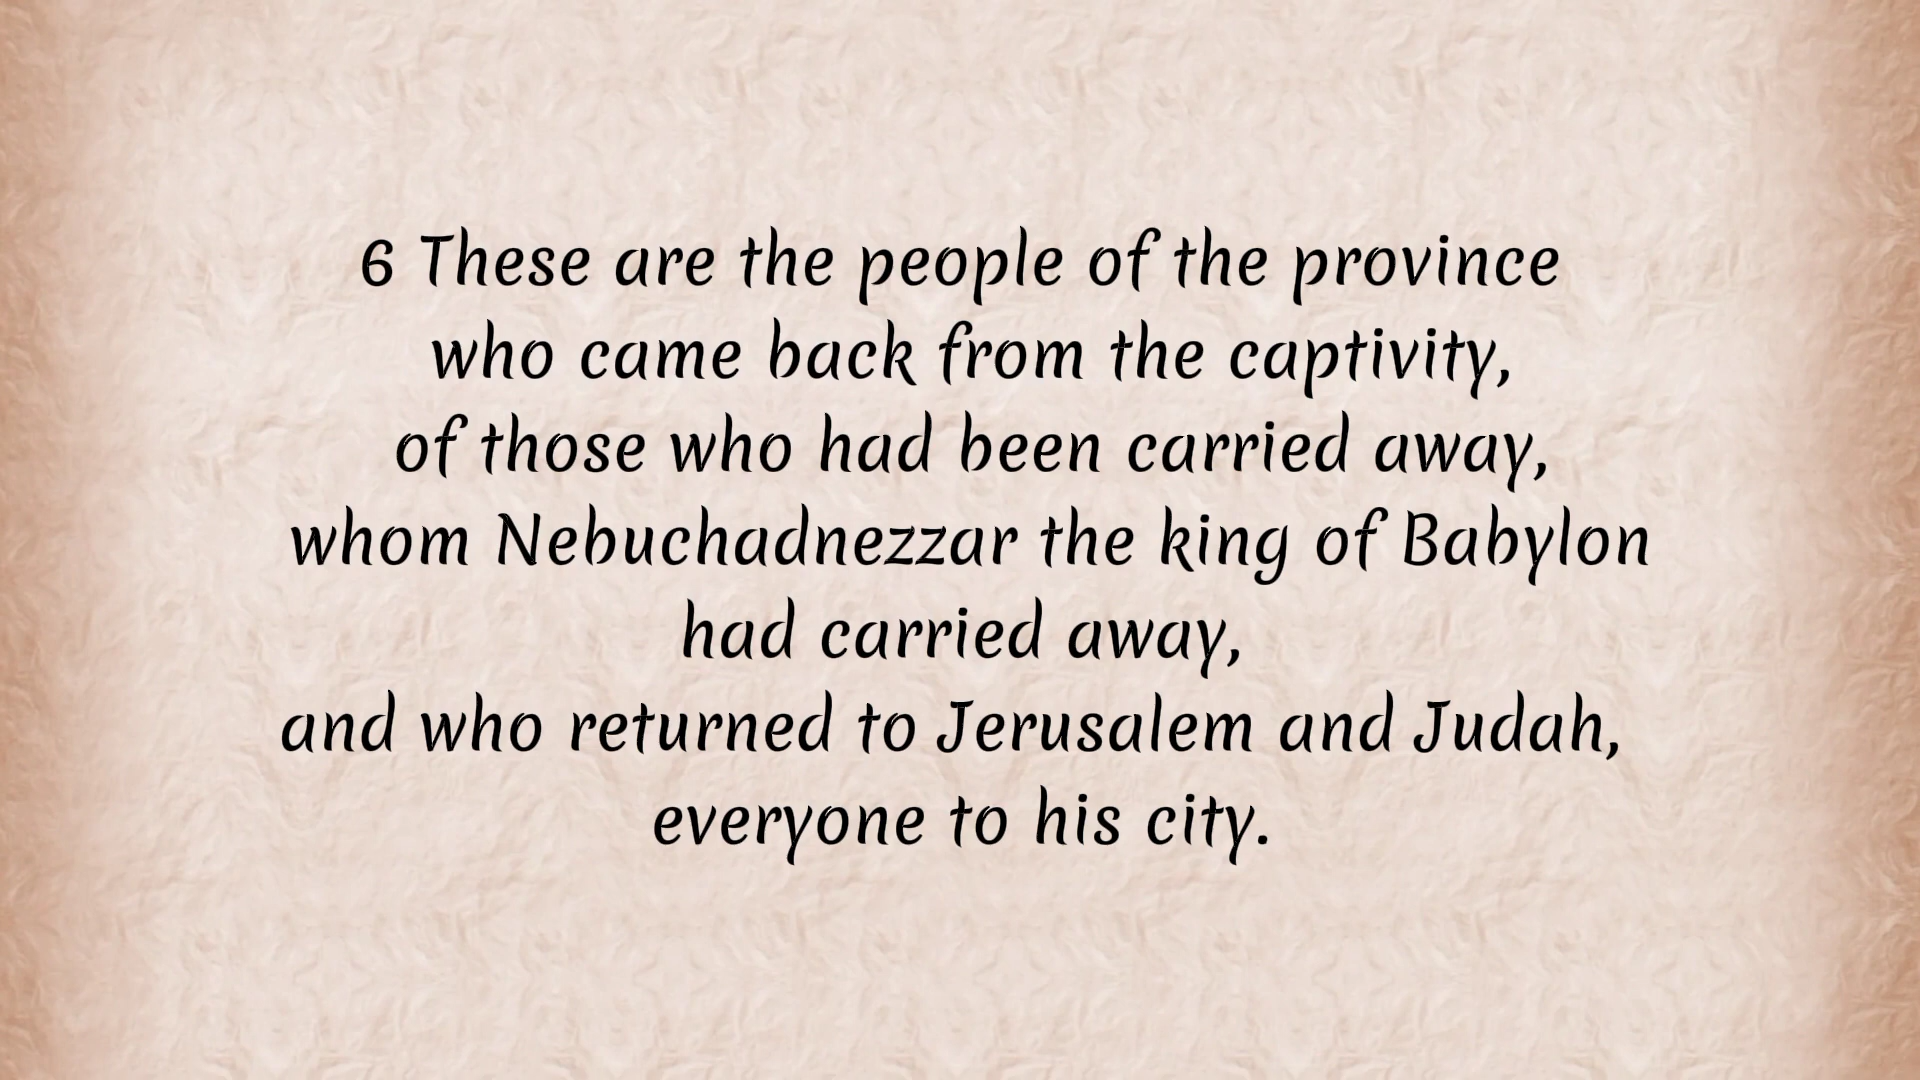 6 These are the people of the province
who came back from the captivity,
of those who had been carried away,
whom Nebuchadnezzar the king of Babylon
had carried away,
and who returned to Jerusalem and Judah,
everyone to his city.